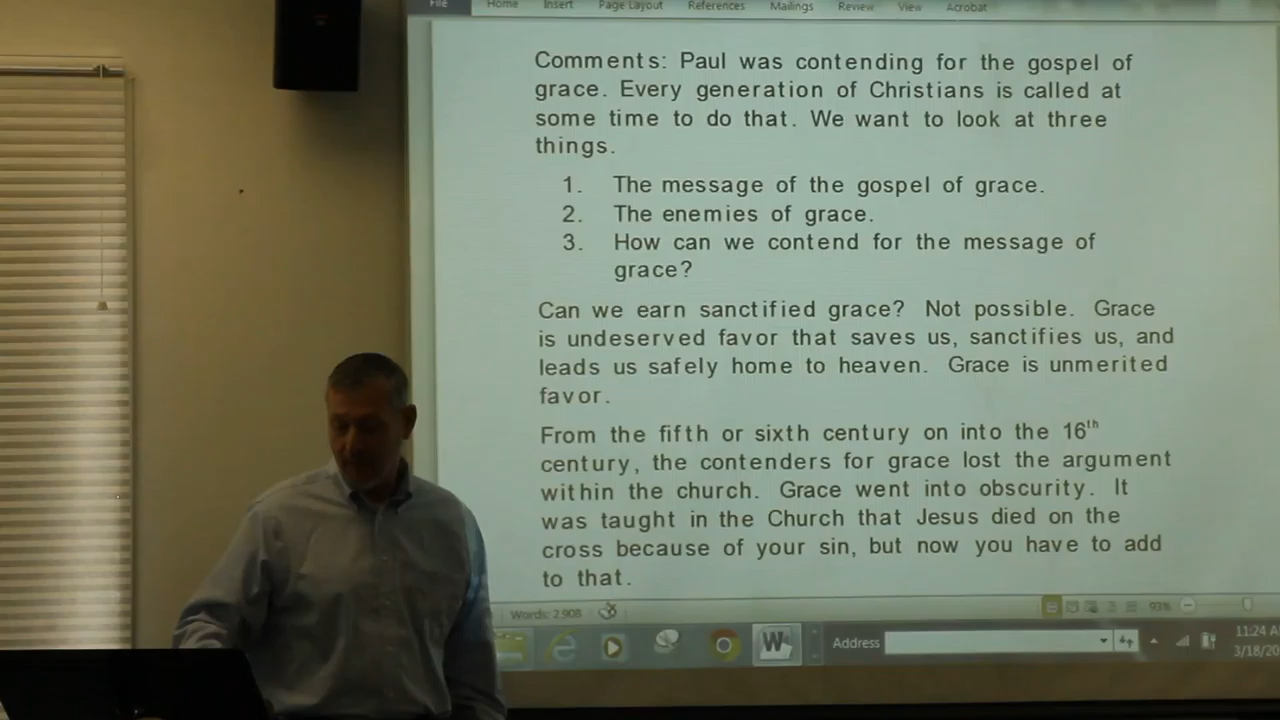 File Home Insert Page Layout References Mailings Review View Acrobat
Comments: Paul was contending for the gospel of
grace. Every generation of Christians is called at
some time to do that. We want to look at three
things.
1. The message of the gospel of grace.
2. The enemies of grace.
3. How can we contend for the message of
grace?
Can we earn sanctified grace? Not possible. Grace
is undeserved favor that saves us, sanctifies us, and
leads us safely home to heaven. Grace is unmerited
favor.
From the fifth or sixth century on into the 16th
century, the contenders for grace lost the argument
within the church. Grace went into obscurity. It
was taught in the Church that Jesus died on the
cross because of your sin, but now you have to add
to that.
Words: 2,908 93%
W Address 11:24 A
3/18/20